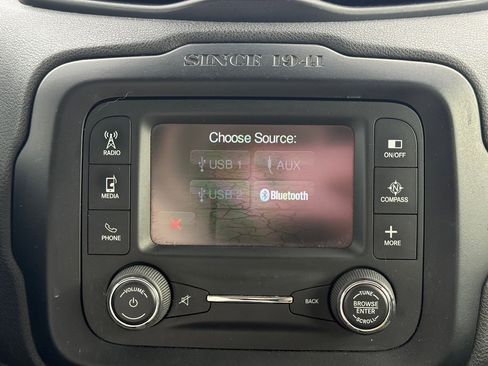 SINCE 1941
Choose Source:
USB 1
AUX
USB 2
Bluetooth
RADIO
MEDIA
PHONE
ON/OFF
N
COMPASS
MORE
VOLUME
BACK
TUNE
BROWSE
ENTER
SCROLL